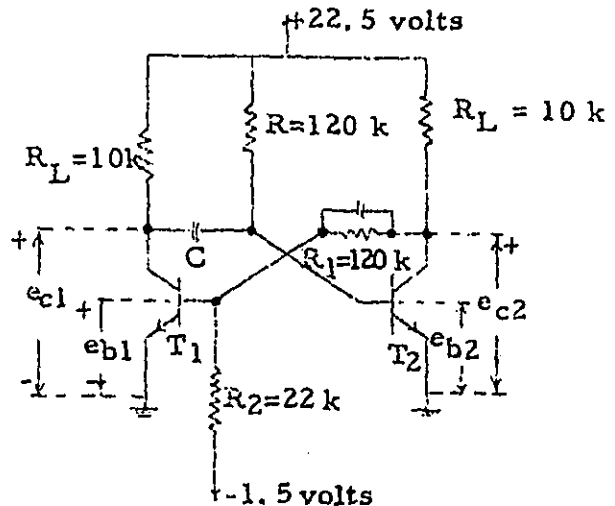 +22, 5 volts
R=120 k
R_L = 10 k
R_L =10k
+
C
R_1=120 k
+
e_c1
+
e_b1
T_1
T_2
e_b2
e_c2
-
-
-
-
R_2=22 k
-1, 5 volts